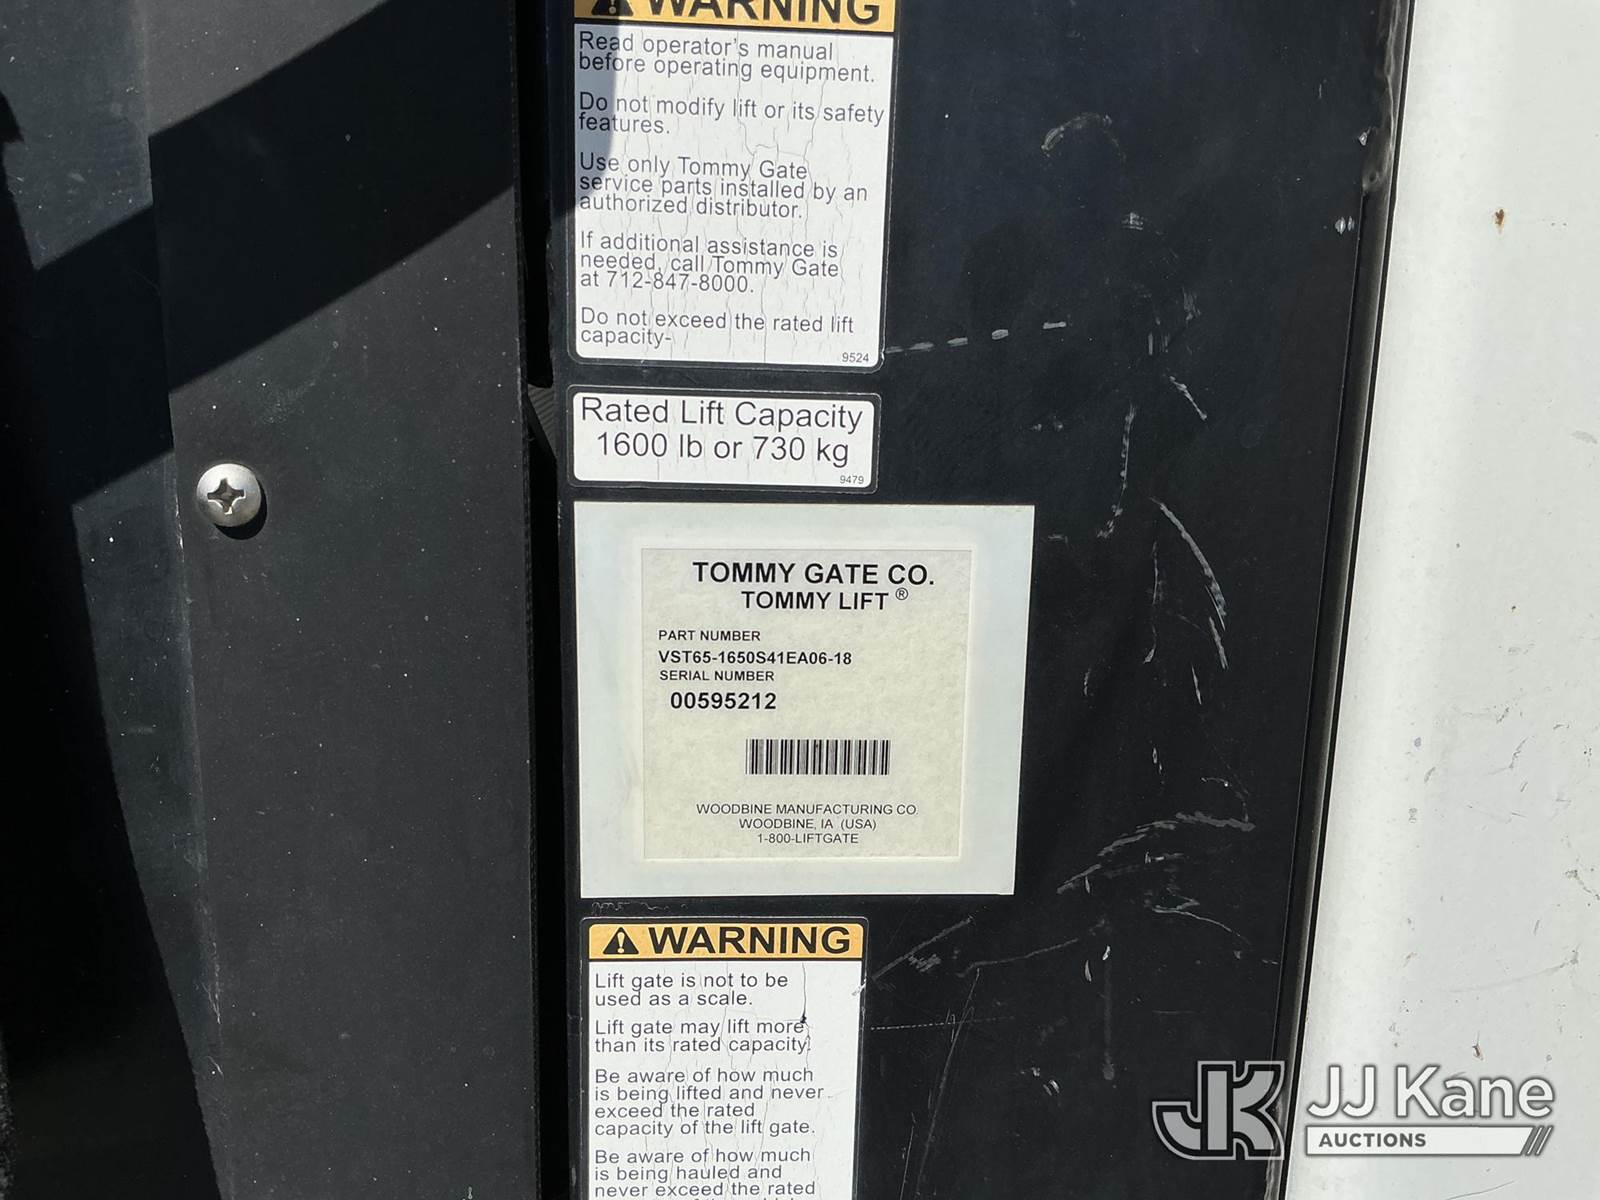 WARNING
Read operator's manual
before operating equipment.
Do not modify lift or its safety
features.
Use only Tommy Gate
service parts installed by an
authorized distributor.
If additional assistance is
needed, call Tommy Gate
at 712-847-8000.
Do not exceed the rated lift
capacity-
9524
Rated Lift Capacity
1600 lb or 730 kg
9479
TOMMY GATE CO.
TOMMY LIFT ®
PART NUMBER
VST65-1650S41EA06-18
SERIAL NUMBER
00595212
WOODBINE MANUFACTURING CO.
WOODBINE, IA (USA)
1-800-LIFTGATE
WARNING
Lift gate is not to be
used as a scale.
Lift gate may lift more
than its rated capacity.
Be aware of how much
is being lifted and never
exceed the rated
capacity of the lift gate.
Be aware of how much
is being hauled and
never exceed the rated
JK JJ Kane
AUCTIONS